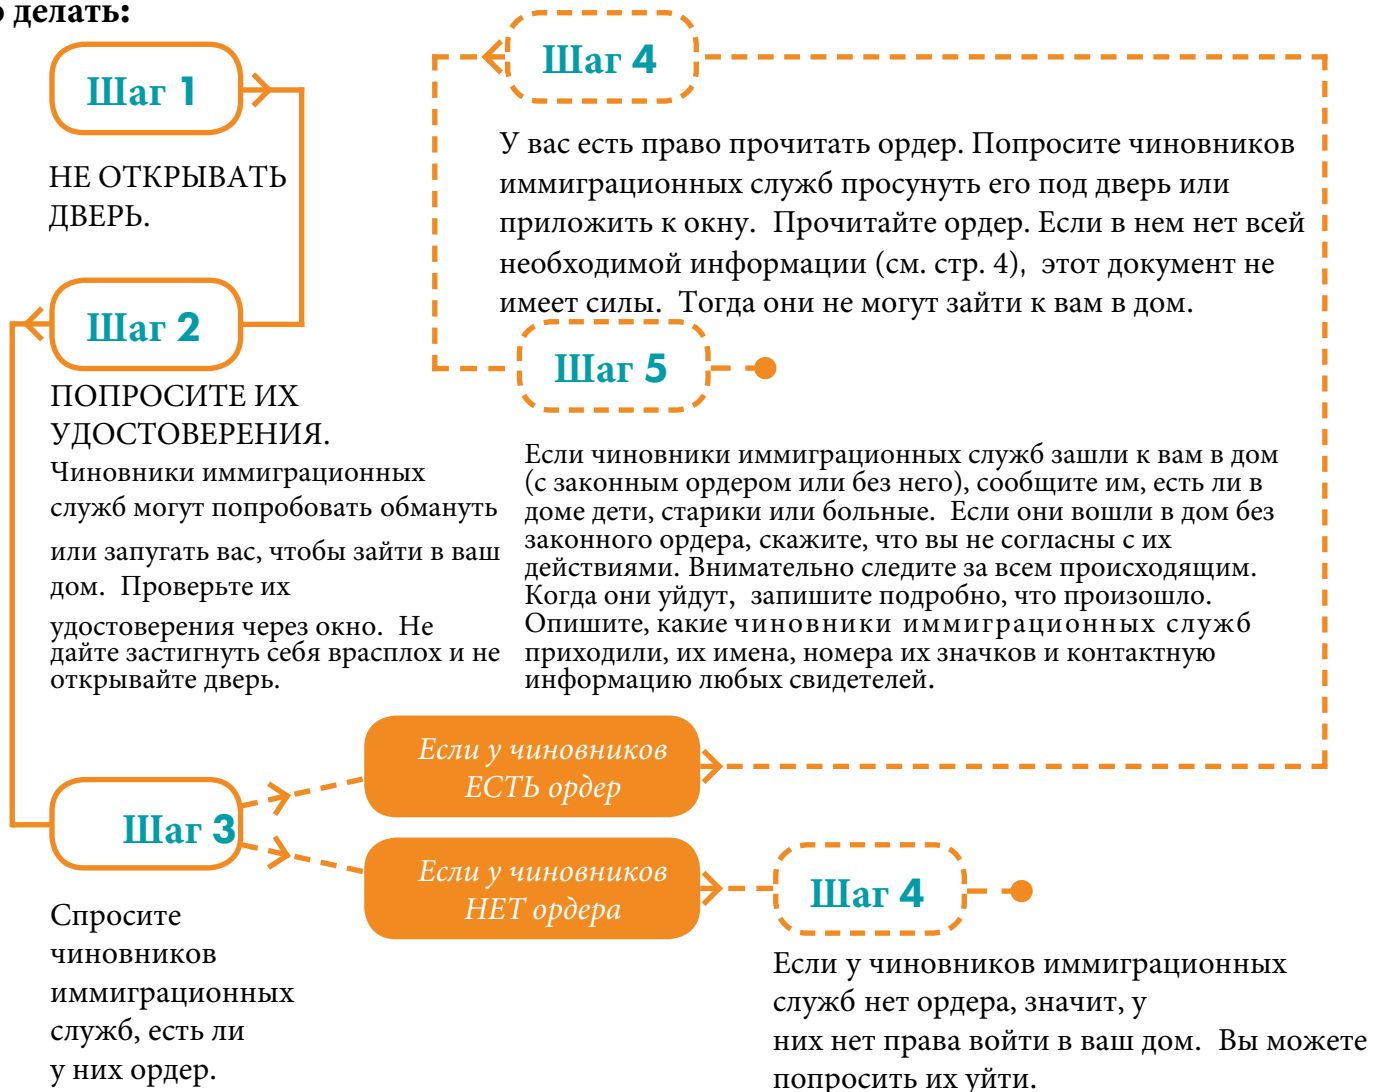 о делать:
Шаг 1
НЕ ОТКРЫВАТЬ
ДВЕРЬ.
Шаг 2
ПОПРОСИТЕ ИХ
УДОСТОВЕРЕНИЯ.
Чиновники иммиграционных
служб могут попробовать обмануть
или запугать вас, чтобы зайти в ваш
дом. Проверьте их
удостоверения через окно. Не
дайте застигнуть себя врасплох и не
открывайте дверь.
Шаг 3
Спросите
чиновников
иммиграционных
служб, есть ли
у них ордер.
Если у чиновников
ЕСТЬ ордер
Шаг 4
У вас есть право прочитать ордер. Попросите чиновников
иммиграционных служб просунуть его под дверь или
приложить к окну. Прочитайте ордер. Если в нем нет всей
необходимой информации (см. стр. 4), этот документ не
имеет силы. Тогда они не могут зайти к вам в дом.
Шаг 5
Если чиновники иммиграционных служб зашли к вам в дом
(с законным ордером или без него), сообщите им, есть ли в
доме дети, старики или больные. Если они вошли в дом без
законного ордера, скажите, что вы не согласны с их
действиями. Внимательно следите за всем происходящим.
Когда они уйдут, запишите подробно, что произошло.
Опишите, какие чиновники иммиграционных служб
приходили, их имена, номера их значков и контактную
информацию любых свидетелей.
Если у чиновников
НЕТ ордера
Шаг 4
Если у чиновников иммиграционных
служб нет ордера, значит, у
них нет права войти в ваш дом. Вы можете
попросить их уйти.